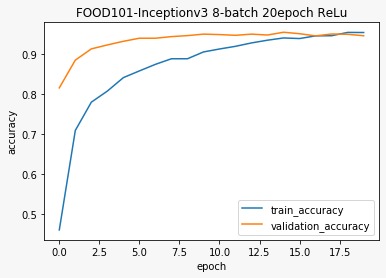 FOOD101-Inceptionv3 8-batch 20epoch ReLu
accuracy
0.9
0.8
0.7
0.6
0.5
0.0
2.5
5.0
7.5
10.0
12.5
15.0
17.5
epoch
train_accuracy
validation_accuracy